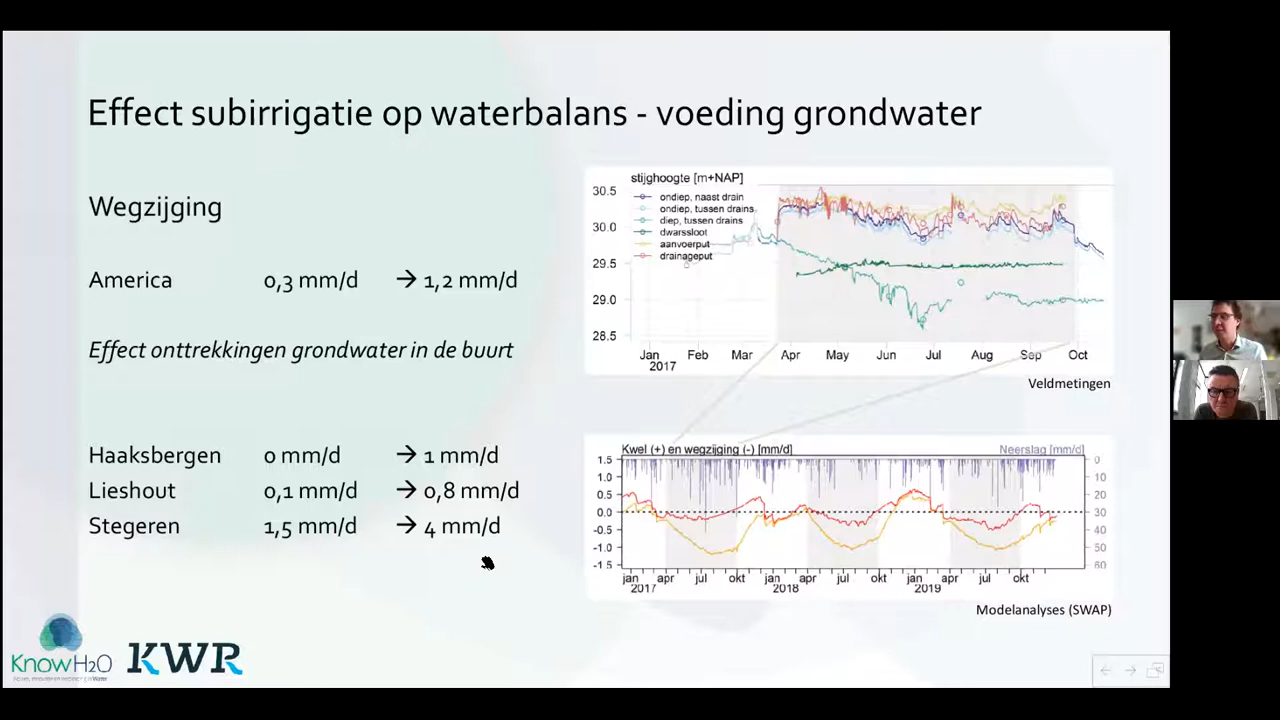 Effect subirrigatie op waterbalans - voeding grondwater
Wegzijging
America 0,3 mm/d → 1,2 mm/d
Effect onttrekkingen grondwater in de buurt
Haaksbergen 0 mm/d → 1 mm/d
Lieshout 0,1 mm/d → 0,8 mm/d
Stegeren 1,5 mm/d → 4 mm/d
stijghoogte [m+NAP]
30.5
30.0
29.5
29.0
28.5
ondiep, naast drain
ondiep, tussen drains
diep, tussen drains
dwarssloot
aanvoerput
drainageput
Jan Feb Mar Apr May Jun Jul Aug Sep Oct
2017
Veldmetingen
Kwel (+) en wegzijging (-) [mm/d] Neerslag [mm/d]
1.5 0
1.0 10
0.5 20
0.0 30
-0.5 40
-1.0 50
-1.5 60
jan apr jul okt jan apr jul okt jan apr jul okt
2017 2018 2019
Modelanalyses (SWAP)
KnowH2O
KWR